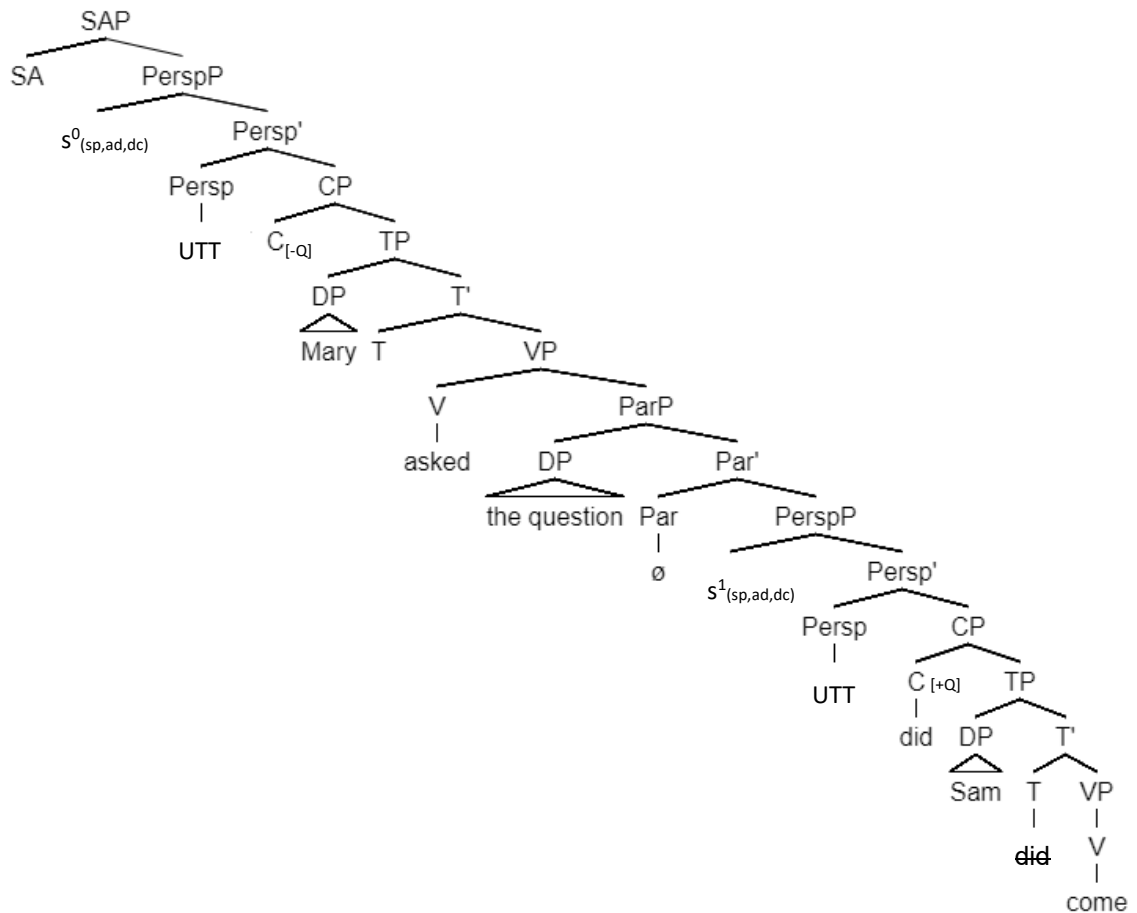 SAP
SA PerspP
s⁰(sp,ad,dc) Persp'
Persp CP
UTT C[-Q] TP
DP T'
Mary T VP
V ParP
asked DP Par'
the question Par PerspP
ø s¹(sp,ad,dc) Persp'
Persp CP
UTT C [+Q] TP
did DP T'
Sam T VP
did V
come